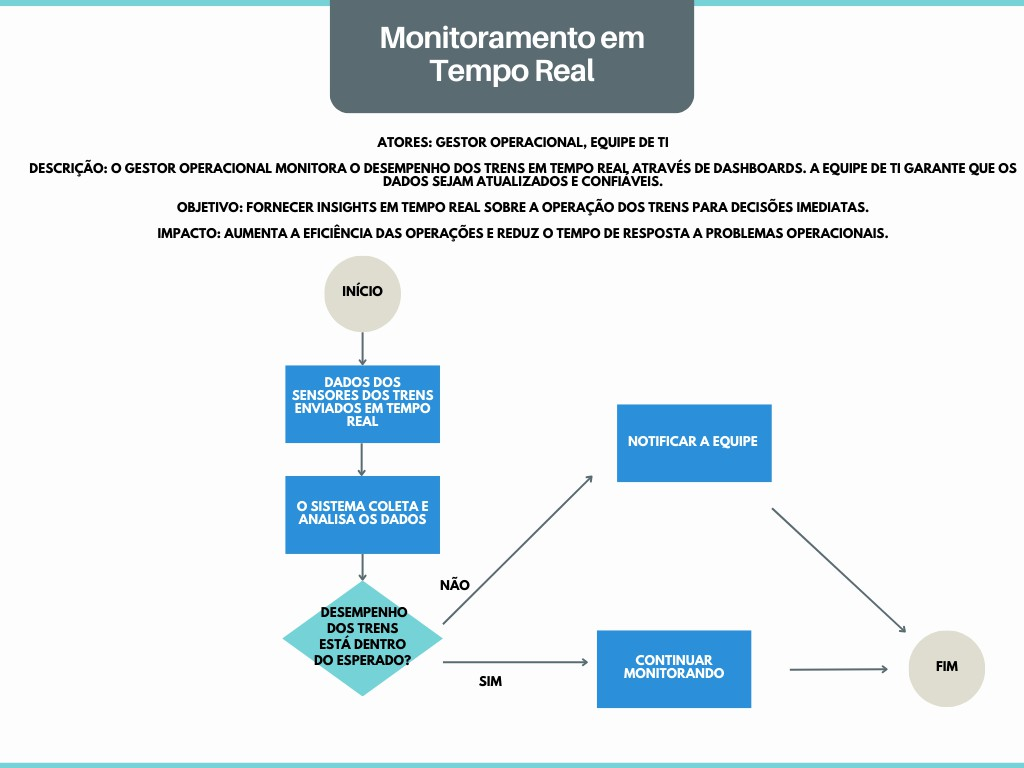 Monitoramento em
Tempo Real
ATORES: GESTOR OPERACIONAL, EQUIPE DE TI
DESCRIÇÃO: O GESTOR OPERACIONAL MONITORA O DESEMPENHO DOS TRENS EM TEMPO REAL ATRAVÉS DE DASHBOARDS. A EQUIPE DE TI GARANTE QUE OS
DADOS SEJAM ATUALIZADOS E CONFIÁVEIS.
OBJETIVO: FORNECER INSIGHTS EM TEMPO REAL SOBRE A OPERAÇÃO DOS TRENS PARA DECISÕES IMEDIATAS.
IMPACTO: AUMENTA A EFICIÊNCIA DAS OPERAÇÕES E REDUZ O TEMPO DE RESPOSTA A PROBLEMAS OPERACIONAIS.
INÍCIO
DADOS DOS
SENSORES DOS TRENS
ENVIADOS EM TEMPO
REAL
O SISTEMA COLETA E
ANALISA OS DADOS
DESEMPENHO
DOS TRENS
ESTÁ DENTRO
DO ESPERADO?
NÃO
NOTIFICAR A EQUIPE
SIM
CONTINUAR
MONITORANDO
FIM